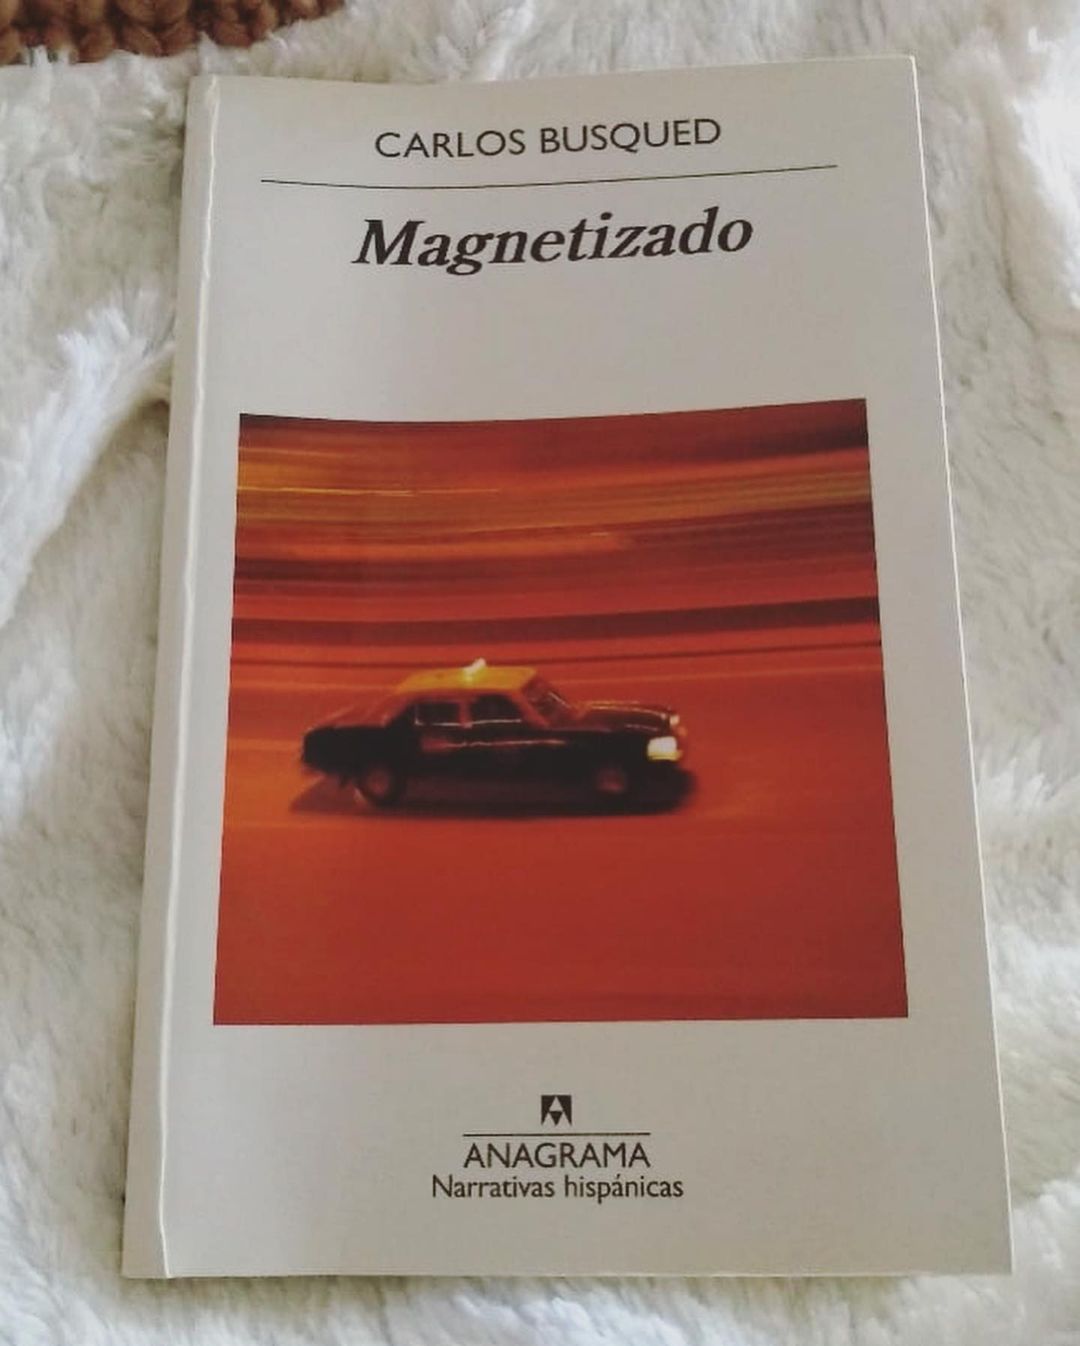 CARLOS BUSQUED
Magnetizado
ANAGRAMA
Narrativas hispánicas